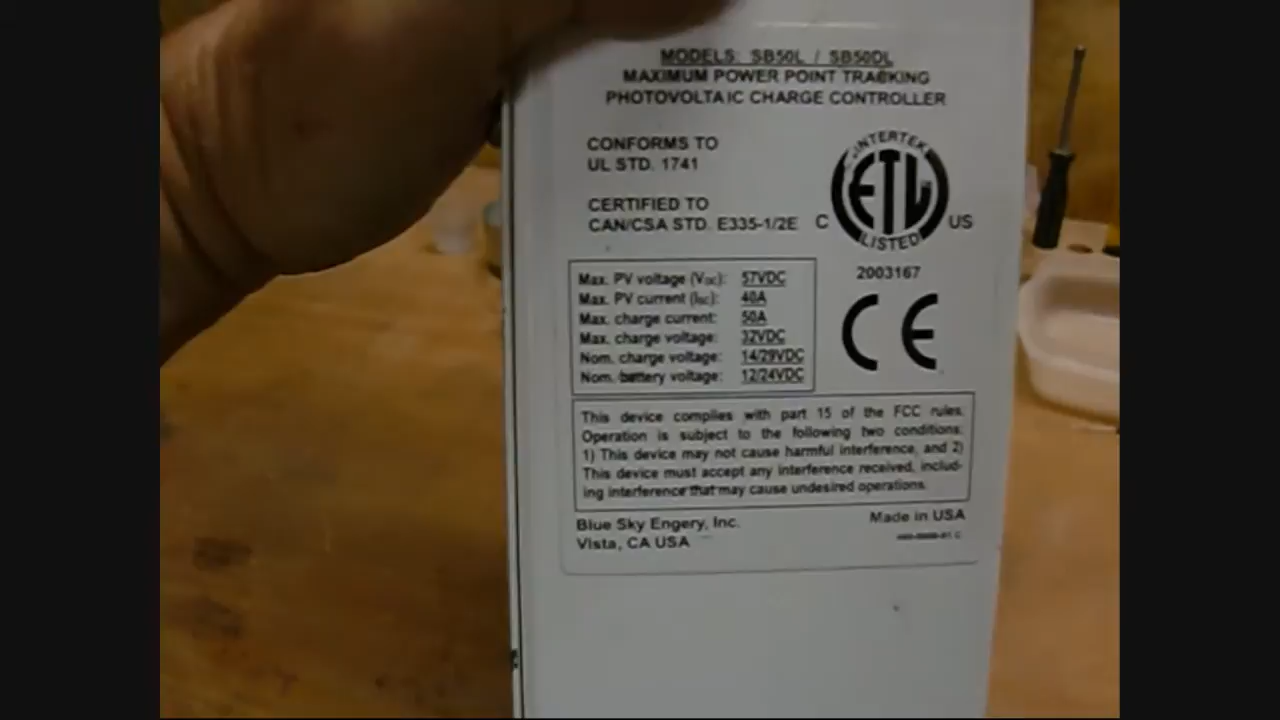 MODELS: SB50L / SB50DL
MAXIMUM POWER POINT TRACKING
PHOTOVOLTAIC CHARGE CONTROLLER
CONFORMS TO
UL STD. 1741
CERTIFIED TO
CAN/CSA STD. E335-1/2E
C
INTERTEK
ETL
LISTED
US
2003167
CE
Max. PV voltage (Voc): 57VDC
Max. PV current (Isc): 40A
Max. charge current: 50A
Max. charge voltage: 32VDC
Nom. charge voltage: 14/29VDC
Nom. battery voltage: 12/24VDC
This device complies with part 15 of the FCC rules.
Operation is subject to the following two conditions:
1) This device may not cause harmful interference, and 2)
This device must accept any interference received, includ-
ing interference that may cause undesired operations.
Blue Sky Engery, Inc.
Vista, CA USA
Made in USA